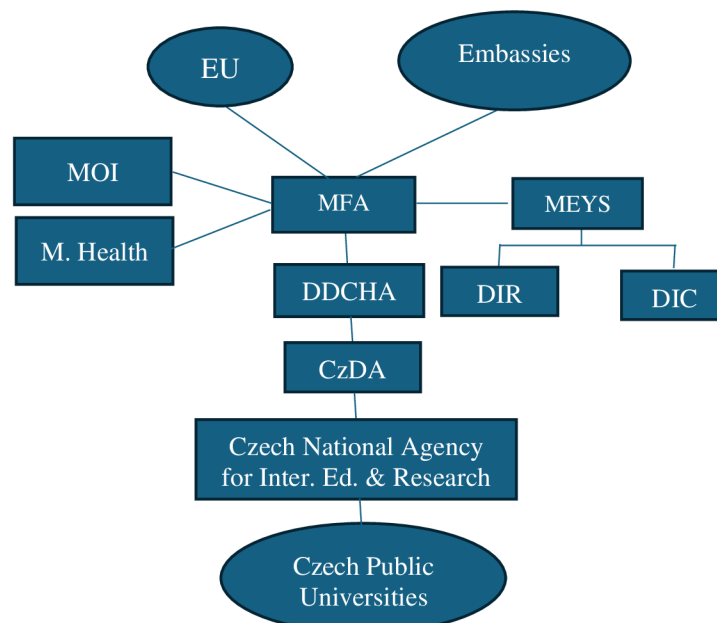 EU
Embassies
MOI
MFA
MEYS
M. Health
DDCHA
DIR
DIC
CzDA
Czech National Agency
for Inter. Ed. & Research
Czech Public
Universities